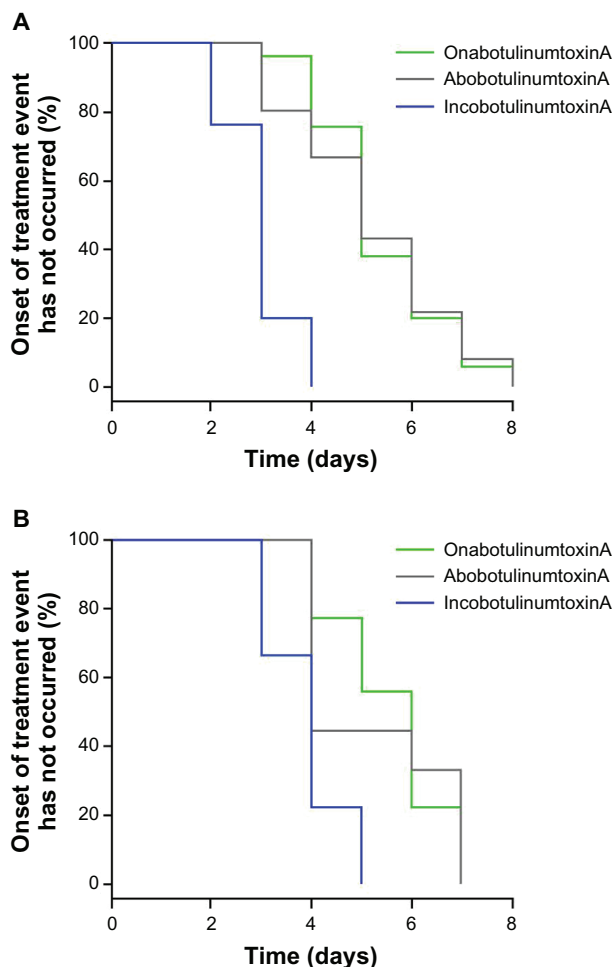 A
OnabotulinumtoxinA
AbobotulinumtoxinA
IncobotulinumtoxinA
Onset of treatment event
has not occurred (%)
100
80
60
40
20
0
0 2 4 6 8
Time (days)
B
OnabotulinumtoxinA
AbobotulinumtoxinA
IncobotulinumtoxinA
Onset of treatment event
has not occurred (%)
100
80
60
40
20
0
0 2 4 6 8
Time (days)